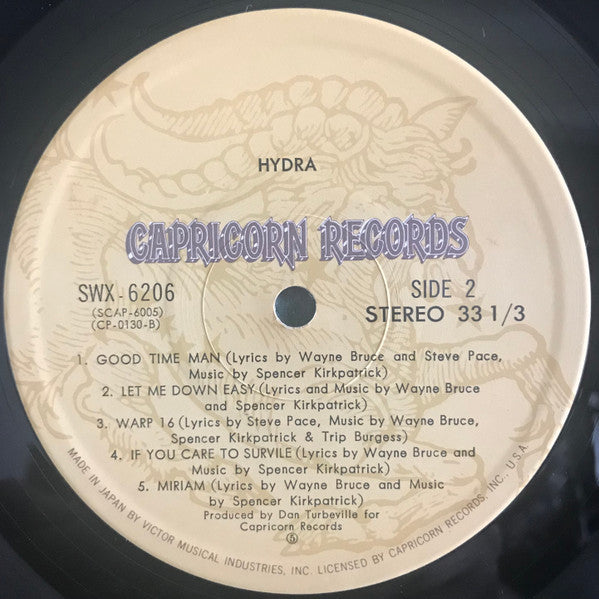 HYDRA
CAPRICORN RECORDS
SWX-6206
(SCAP-6005)
(CP-0130-B)
SIDE 2
STEREO 33 1/3
1. GOOD TIME MAN (Lyrics by Wayne Bruce and Steve Pace,
Music by Spencer Kirkpatrick)
2. LET ME DOWN EASY (Lyrics and Music by Wayne Bruce
and Spencer Kirkpatrick)
3. WARP 16 (Lyrics by Steve Pace, Music by Wayne Bruce,
Spencer Kirkpatrick & Trip Burgess)
4. IF YOU CARE TO SURVILE (Lyrics by Wayne Bruce and
Music by Spencer Kirkpatrick)
5. MIRIAM (Lyrics by Wayne Bruce and Music
by Spencer Kirkpatrick)
Produced by Dan Turbeville for
Capricorn Records
Ⓢ
MADE IN JAPAN BY VICTOR MUSICAL INDUSTRIES, INC. LICENSED BY CAPRICORN RECORDS, INC., U.S.A.